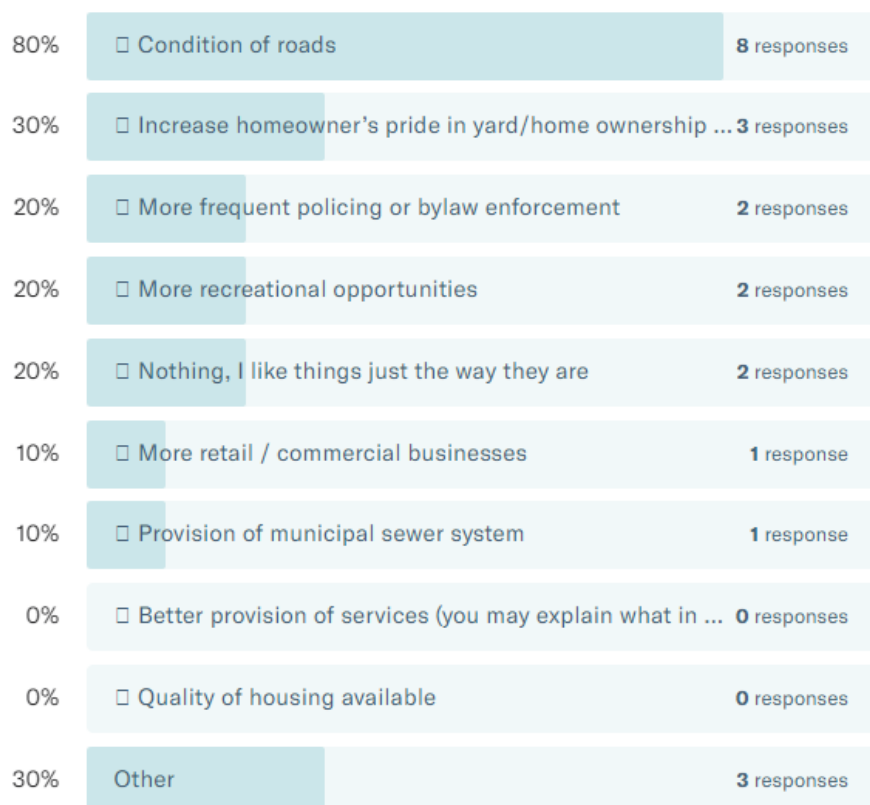 80% Condition of roads 8 responses
30% Increase homeowner’s pride in yard/home ownership ... 3 responses
20% More frequent policing or bylaw enforcement 2 responses
20% More recreational opportunities 2 responses
20% Nothing, I like things just the way they are 2 responses
10% More retail / commercial businesses 1 response
10% Provision of municipal sewer system 1 response
0% Better provision of services (you may explain what in ... 0 responses
0% Quality of housing available 0 responses
30% Other 3 responses